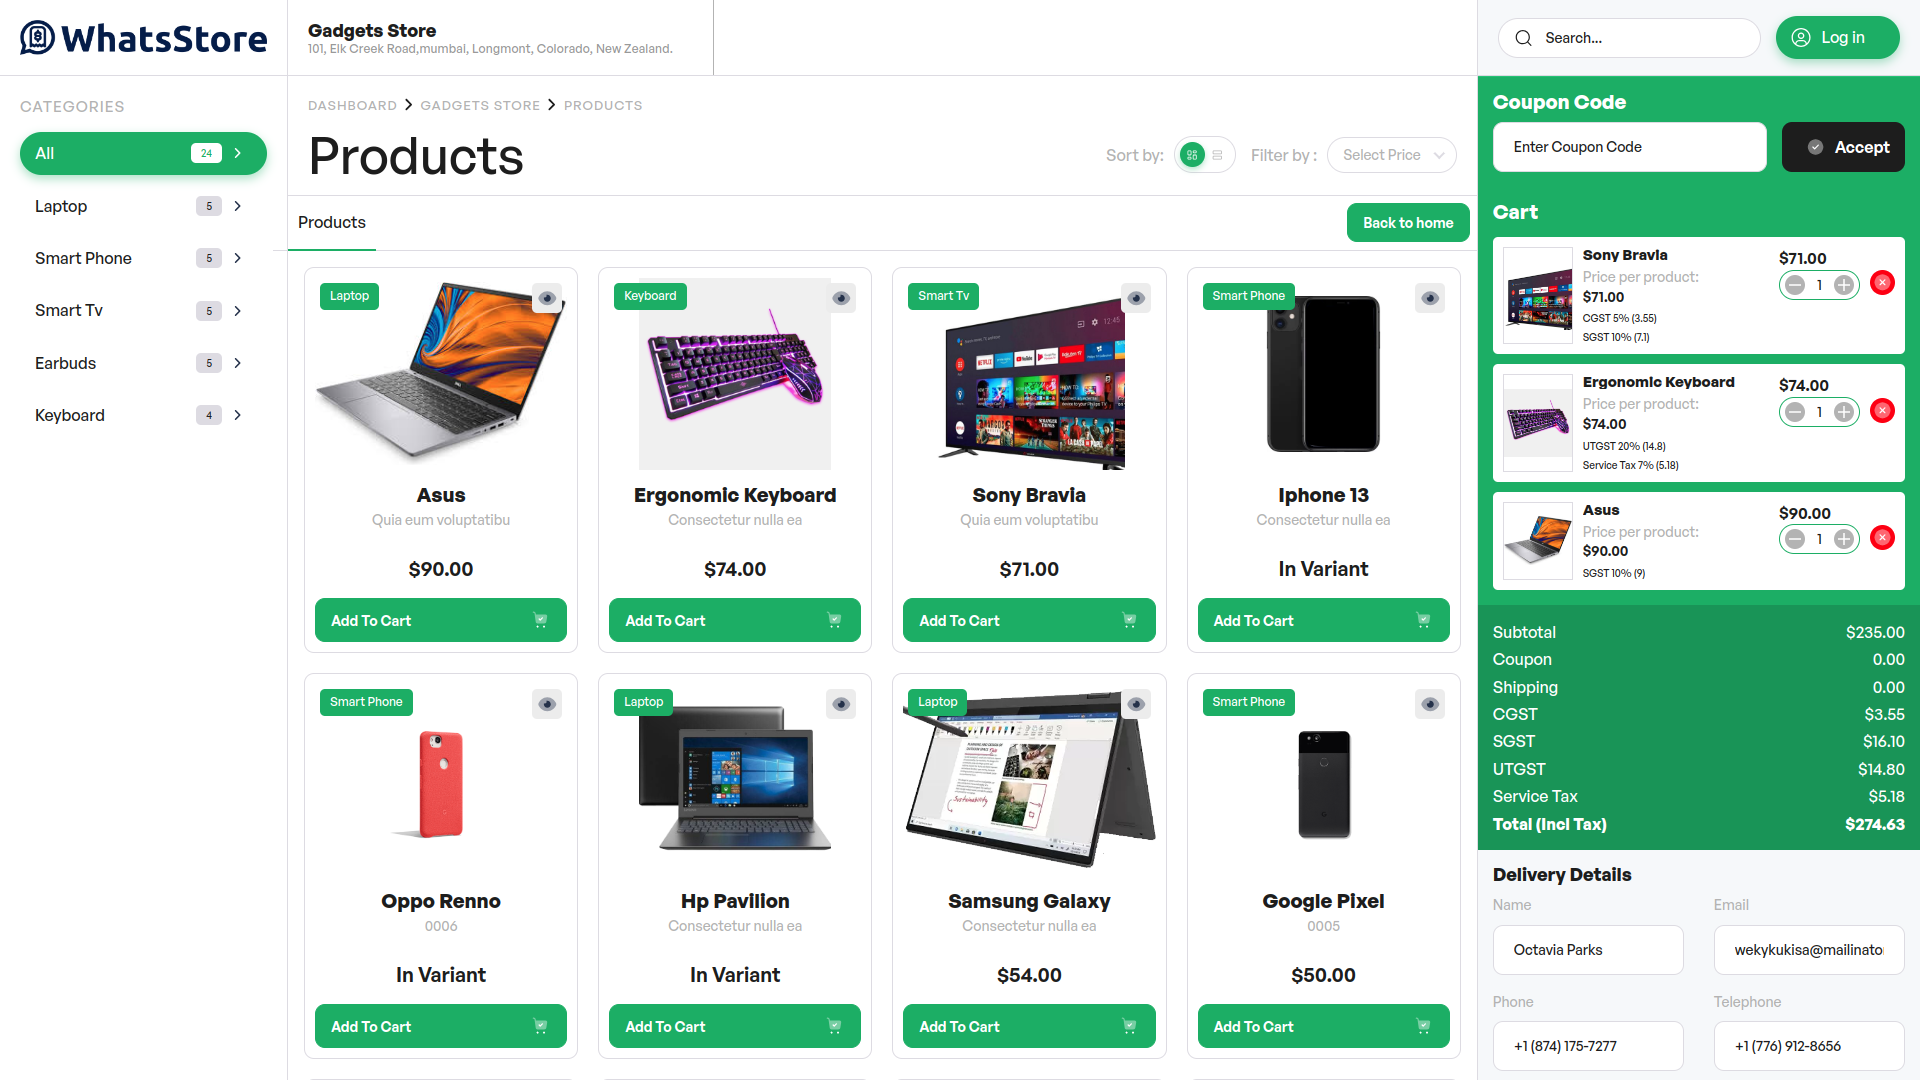 WhatsStore
Gadgets Store
101, Elk Creek Road,mumbai, Longmont, Colorado, New Zealand.
Search...
Log in
CATEGORIES
All 24
Laptop 5
Smart Phone 5
Smart Tv 5
Earbuds 5
Keyboard 4
DASHBOARD > GADGETS STORE > PRODUCTS
Products
Sort by:
Filter by :
Select Price
Products
Back to home
Laptop
Asus
Quia eum voluptatibu
$90.00
Add To Cart
Keyboard
Ergonomic Keyboard
Consectetur nulla ea
$74.00
Add To Cart
Smart Tv
12:45
Sony Bravia
Quia eum voluptatibu
$71.00
Add To Cart
Smart Phone
Iphone 13
Consectetur nulla ea
In Variant
Add To Cart
Smart Phone
Oppo Renno
0006
In Variant
Add To Cart
Laptop
Hp Pavilion
Consectetur nulla ea
In Variant
Add To Cart
Laptop
Sustainability
Samsung Galaxy
Consectetur nulla ea
$54.00
Add To Cart
Smart Phone
Google Pixel
0005
$50.00
Add To Cart
Coupon Code
Enter Coupon Code
Accept
Cart
Sony Bravia
Price per product:
$71.00
CGST 5% (3.55)
SGST 10% (7.1)
$71.00
1
Ergonomic Keyboard
Price per product:
$74.00
UTGST 20% (14.8)
Service Tax 7% (5.18)
$74.00
1
Asus
Price per product:
$90.00
SGST 10% (9)
$90.00
1
Subtotal $235.00
Coupon 0.00
Shipping 0.00
CGST $3.55
SGST $16.10
UTGST $14.80
Service Tax $5.18
Total (Incl Tax) $274.63
Delivery Details
Name
Octavia Parks
Email
wekykukisa@mailinato
Phone
+1 (874) 175-7277
Telephone
+1 (776) 912-8656